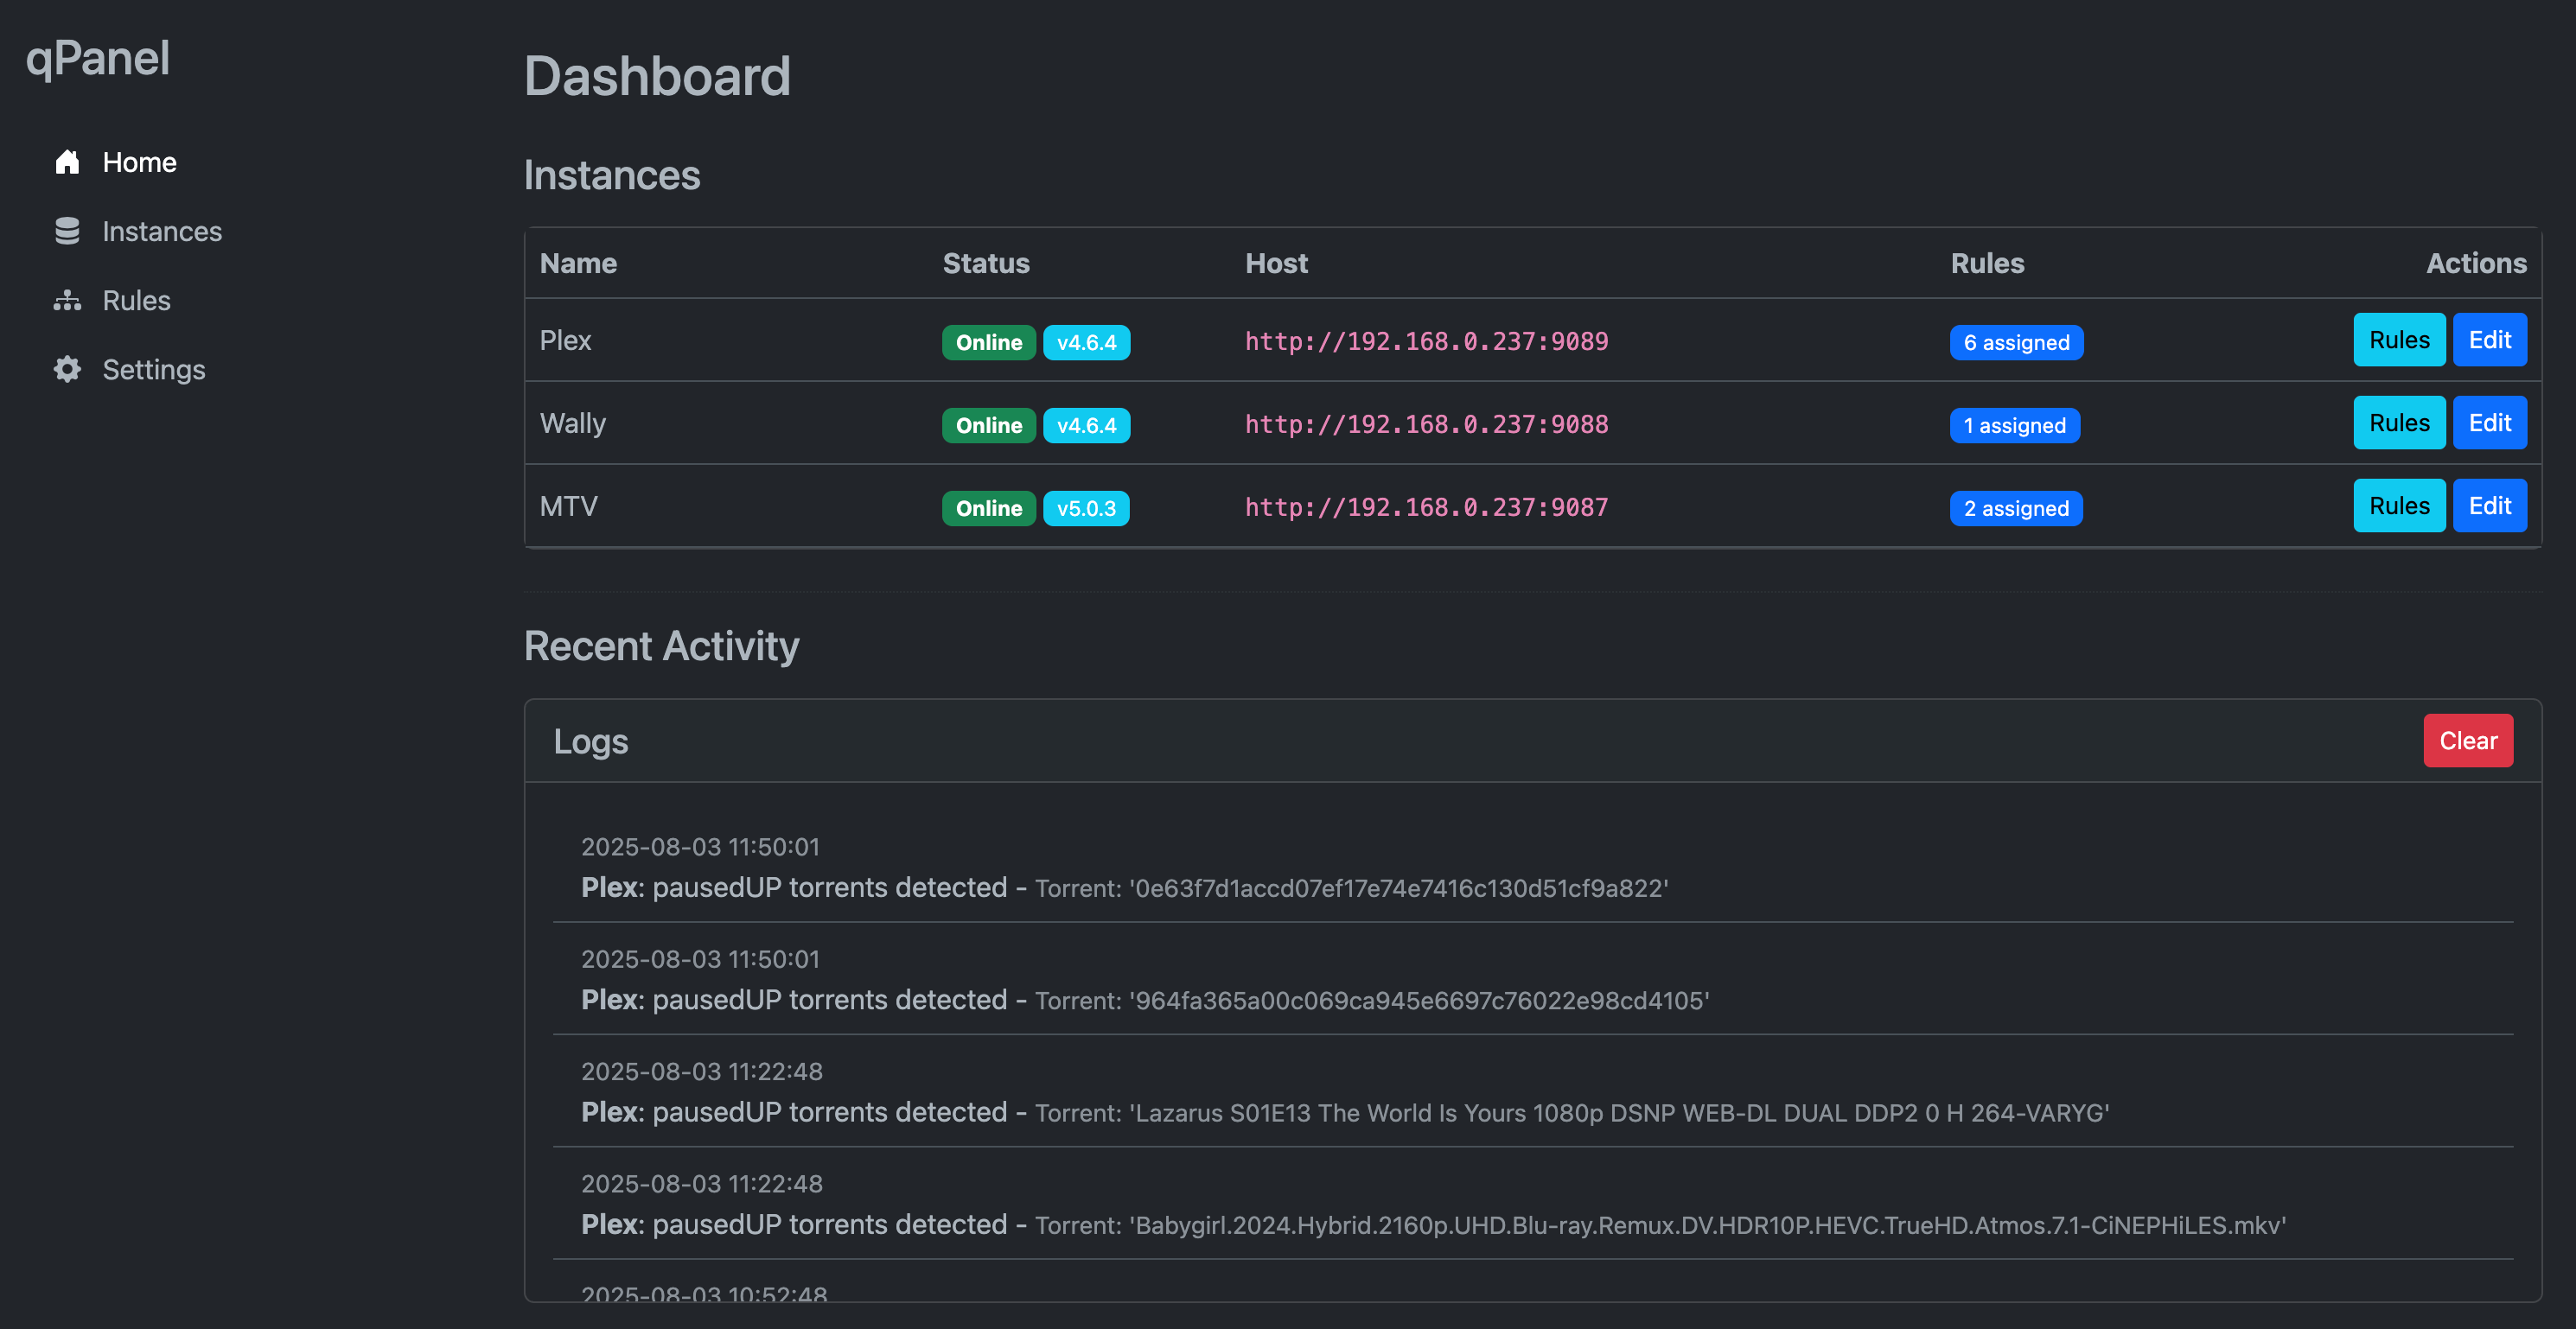 qPanel
Home
Instances
Rules
Settings
Dashboard
Instances
Name Status Host Rules Actions
Plex Online v4.6.4 http://192.168.0.237:9089 6 assigned Rules Edit
Wally Online v4.6.4 http://192.168.0.237:9088 1 assigned Rules Edit
MTV Online v5.0.3 http://192.168.0.237:9087 2 assigned Rules Edit
Recent Activity
Logs Clear
2025-08-03 11:50:01
Plex: pausedUP torrents detected - Torrent: '0e63f7d1accd07ef17e74e7416c130d51cf9a822'
2025-08-03 11:50:01
Plex: pausedUP torrents detected - Torrent: '964fa365a00c069ca945e6697c76022e98cd4105'
2025-08-03 11:22:48
Plex: pausedUP torrents detected - Torrent: 'Lazarus S01E13 The World Is Yours 1080p DSNP WEB-DL DUAL DDP2 0 H 264-VARYG'
2025-08-03 11:22:48
Plex: pausedUP torrents detected - Torrent: 'Babygirl.2024.Hybrid.2160p.UHD.Blu-ray.Remux.DV.HDR10P.HEVC.TrueHD.Atmos.7.1-CiNEPHiLES.mkv'
2025-08-03 10:52:48